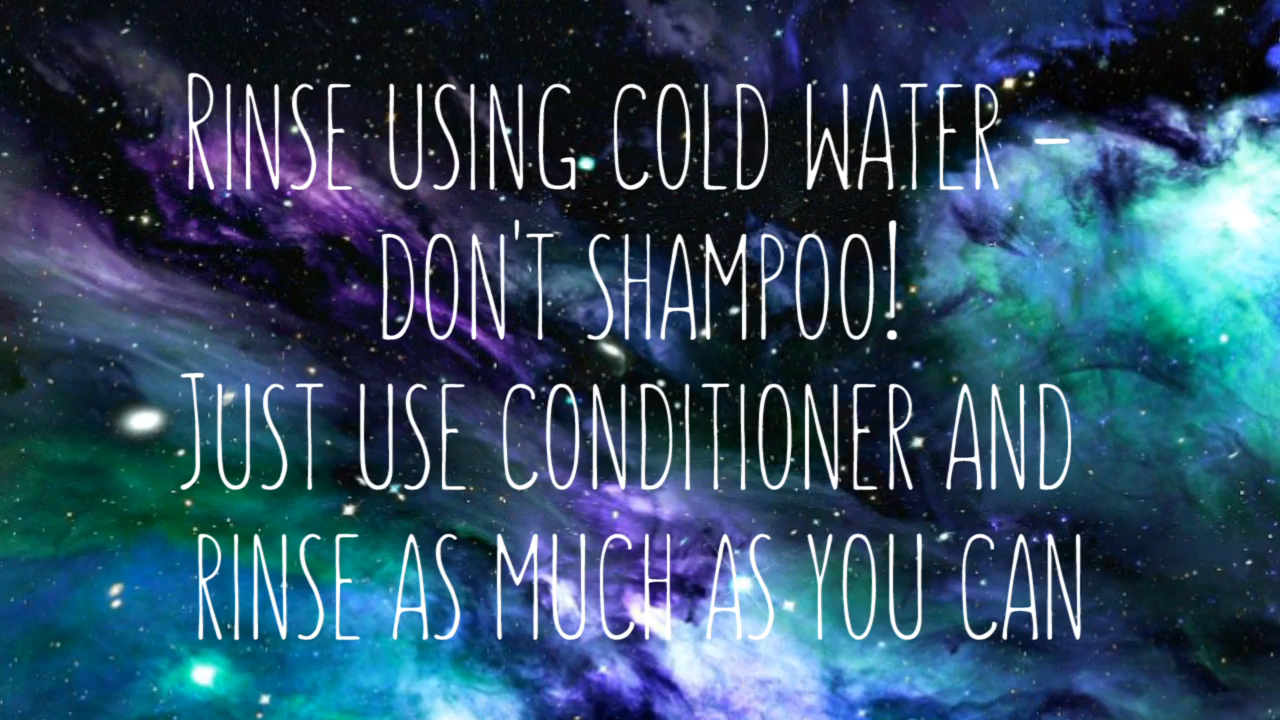 Rinse using cold water -
don't shampoo!
Just use conditioner and
rinse as much as you can